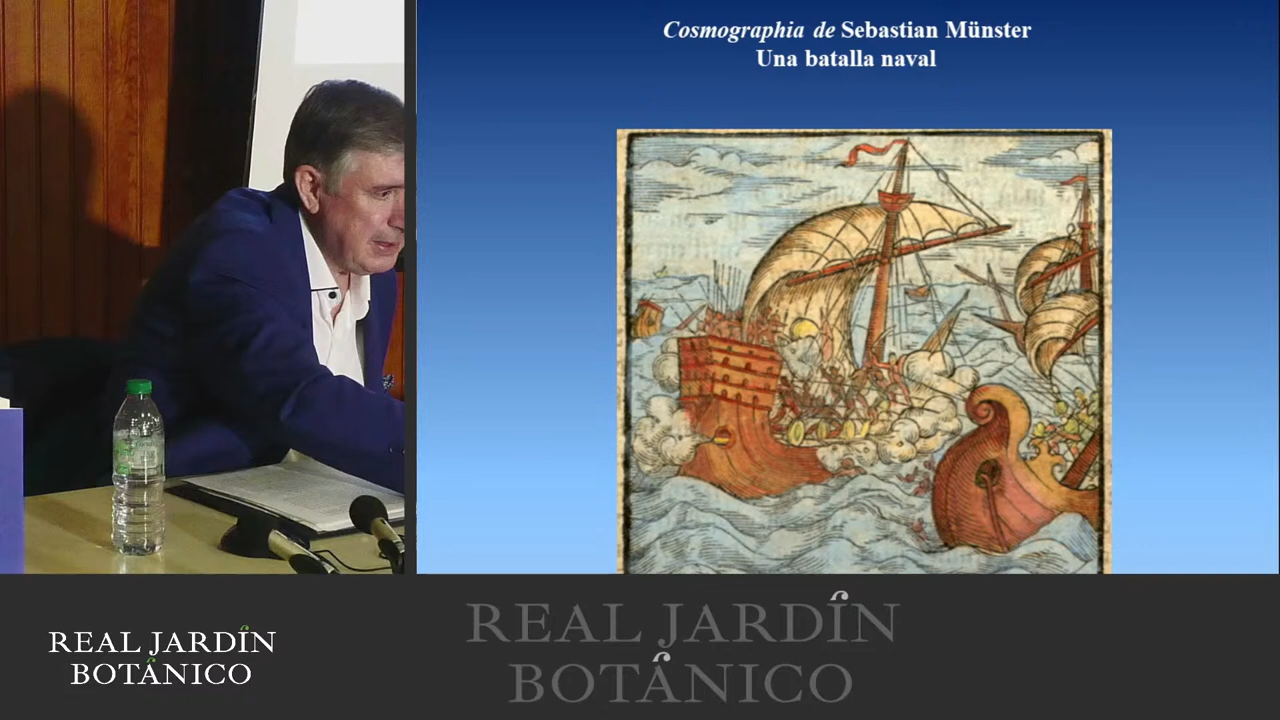 Cosmographia de Sebastian Münster
Una batalla naval
REAL JARDÍN
BOTÁNICO
REAL JARDÍN
BOTÁNICO